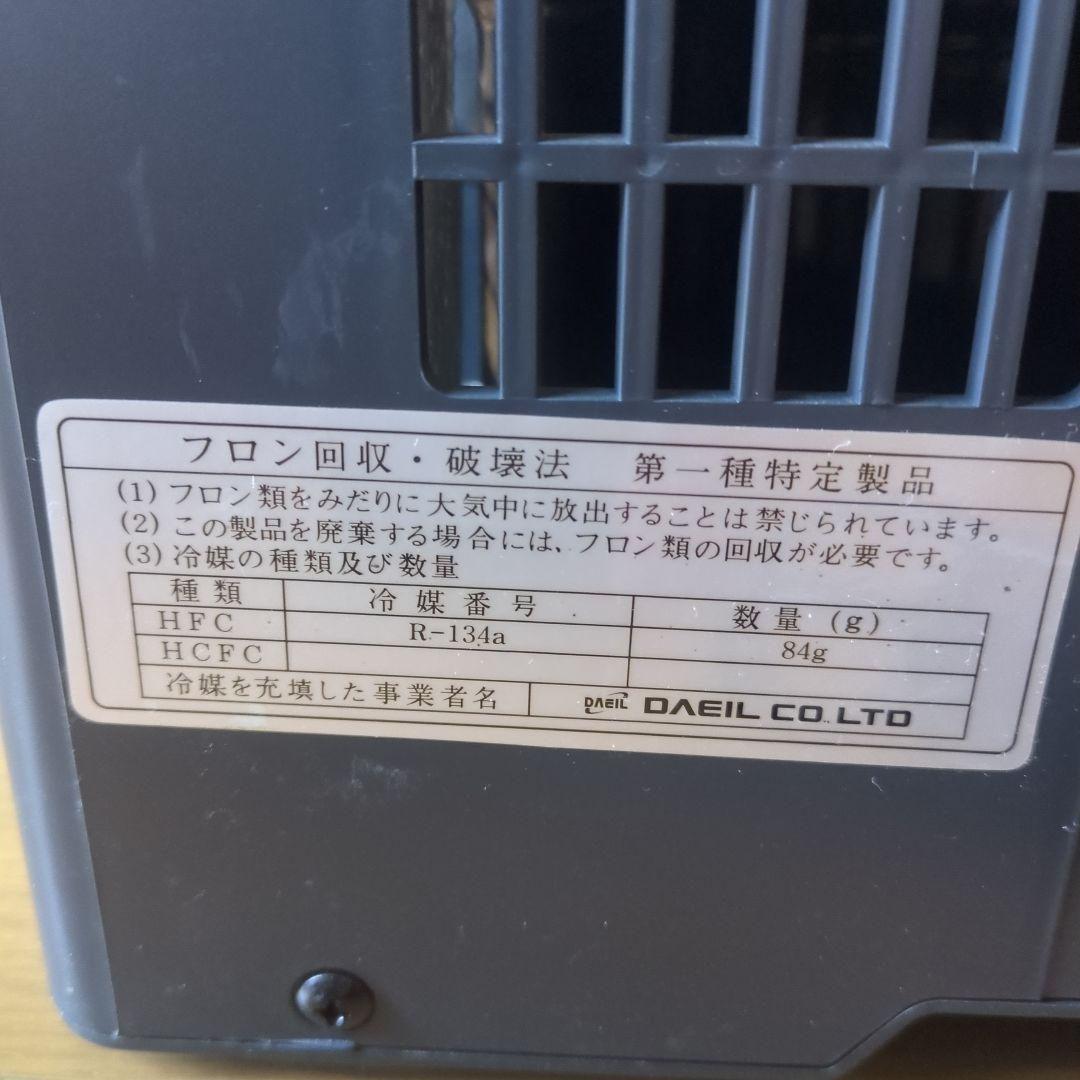 フロン回収・破壊法 第一種特定製品
(1) フロン類をみだりに大気中に放出することは禁じられています。
(2) この製品を廃棄する場合には、フロン類の回収が必要です。
(3) 冷媒の種類及び数量
種類 冷媒番号 数量 (g)
HFC R-134a 84g
HCFC
冷媒を充填した事業者名 DAEIL DAEIL CO., LTD